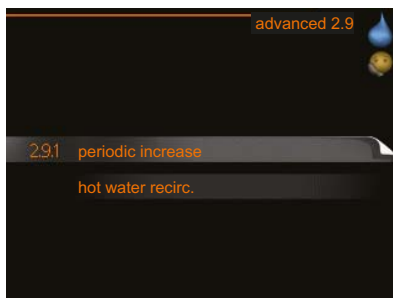 advanced 2.9
2.9.1 periodic increase
hot water recirc.